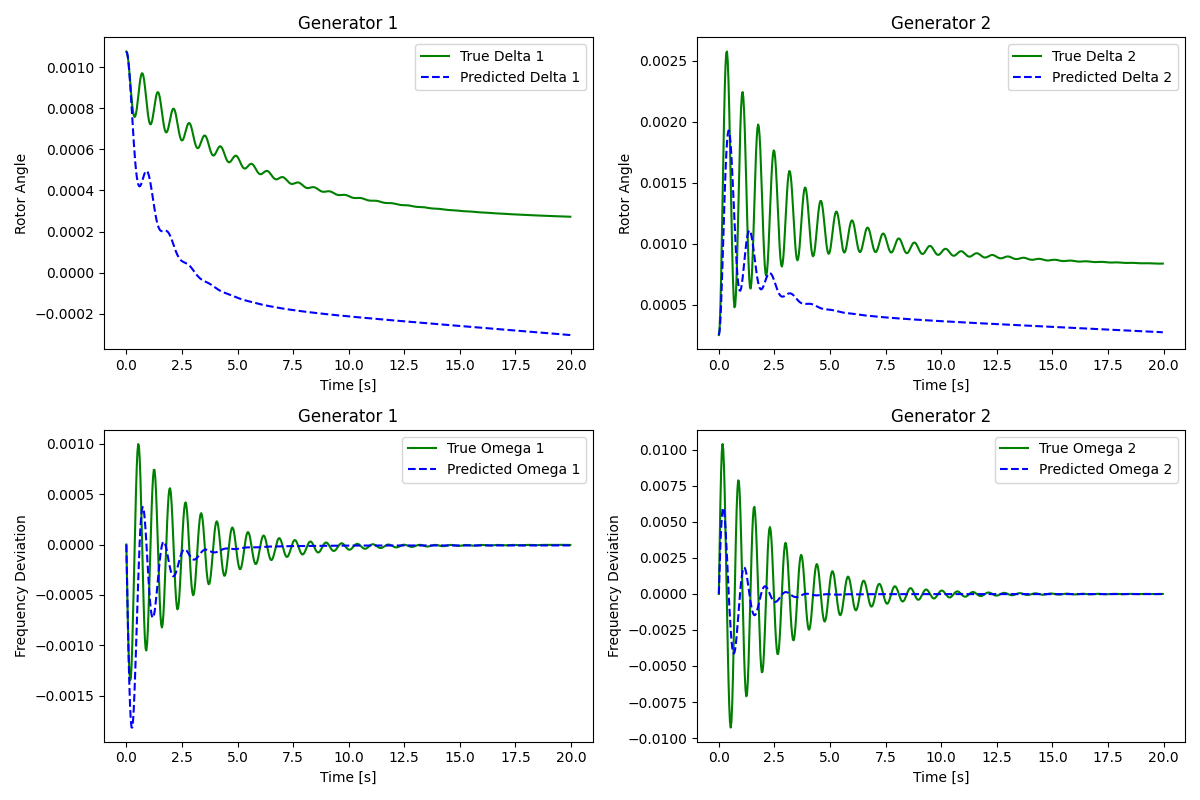 Generator 1
True Delta 1
Predicted Delta 1
Rotor Angle
0.0010
0.0008
0.0006
0.0004
0.0002
0.0000
−0.0002
0.0 2.5 5.0 7.5 10.0 12.5 15.0 17.5 20.0
Time [s]
Generator 2
True Delta 2
Predicted Delta 2
Rotor Angle
0.0025
0.0020
0.0015
0.0010
0.0005
0.0 2.5 5.0 7.5 10.0 12.5 15.0 17.5 20.0
Time [s]
Generator 1
True Omega 1
Predicted Omega 1
Frequency Deviation
0.0010
0.0005
0.0000
−0.0005
−0.0010
−0.0015
0.0 2.5 5.0 7.5 10.0 12.5 15.0 17.5 20.0
Time [s]
Generator 2
True Omega 2
Predicted Omega 2
Frequency Deviation
0.0100
0.0075
0.0050
0.0025
0.0000
−0.0025
−0.0050
−0.0075
−0.0100
0.0 2.5 5.0 7.5 10.0 12.5 15.0 17.5 20.0
Time [s]